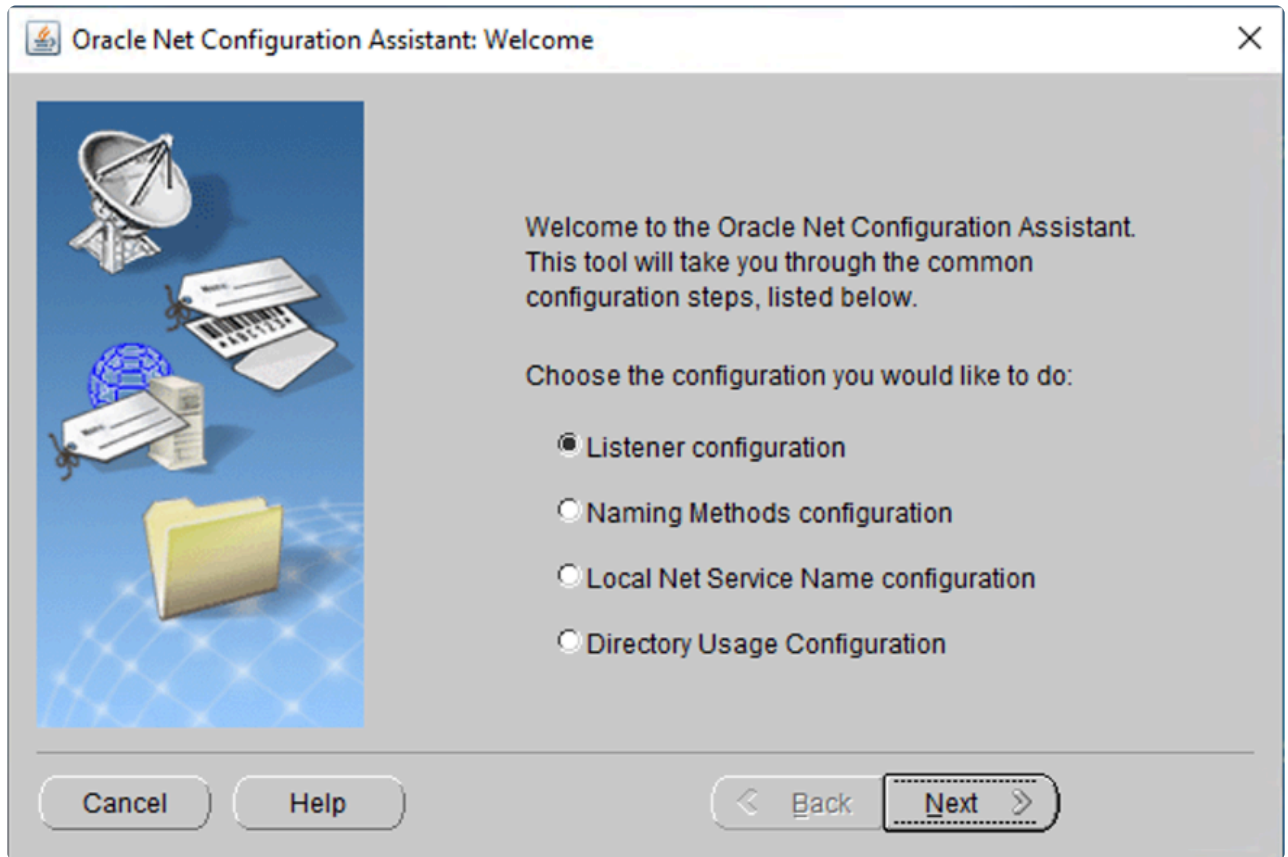 Oracle Net Configuration Assistant: Welcome
Welcome to the Oracle Net Configuration Assistant.
This tool will take you through the common
configuration steps, listed below.
Choose the configuration you would like to do:
Listener configuration
Naming Methods configuration
Local Net Service Name configuration
Directory Usage Configuration
Cancel
Help
Back
Next